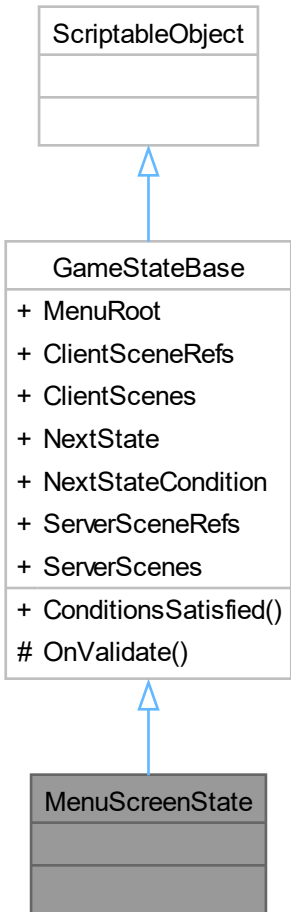 ScriptableObject
GameStateBase
+ MenuRoot
+ ClientSceneRefs
+ ClientScenes
+ NextState
+ NextStateCondition
+ ServerSceneRefs
+ ServerScenes
+ ConditionsSatisfied()
# OnValidate()
MenuScreenState